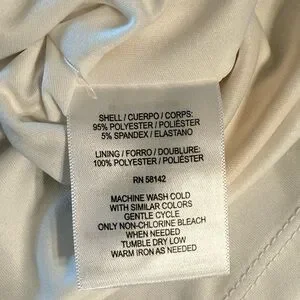 SHELL / CUERPO / CORPS:
95% POLYESTER / POLIÉSTER
5% SPANDEX / ELASTANO
LINING / FORRO / DOUBLURE:
100% POLYESTER / POLIÉSTER
RN 58142
MACHINE WASH COLD
WITH SIMILAR COLORS
GENTLE CYCLE
ONLY NON-CHLORINE BLEACH
WHEN NEEDED
TUMBLE DRY LOW
WARM IRON AS NEEDED